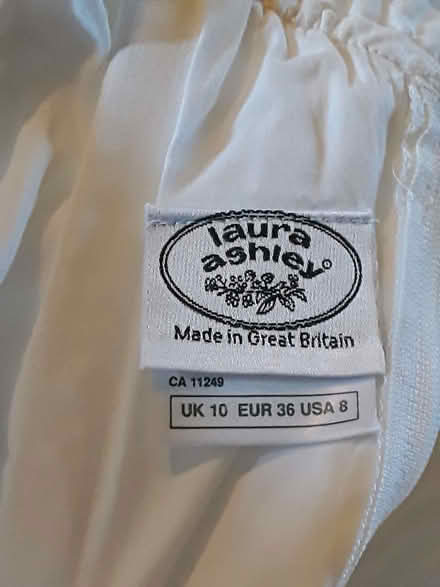 laura
ashley®
Made in Great Britain
CA 11249
UK 10 EUR 36 USA 8